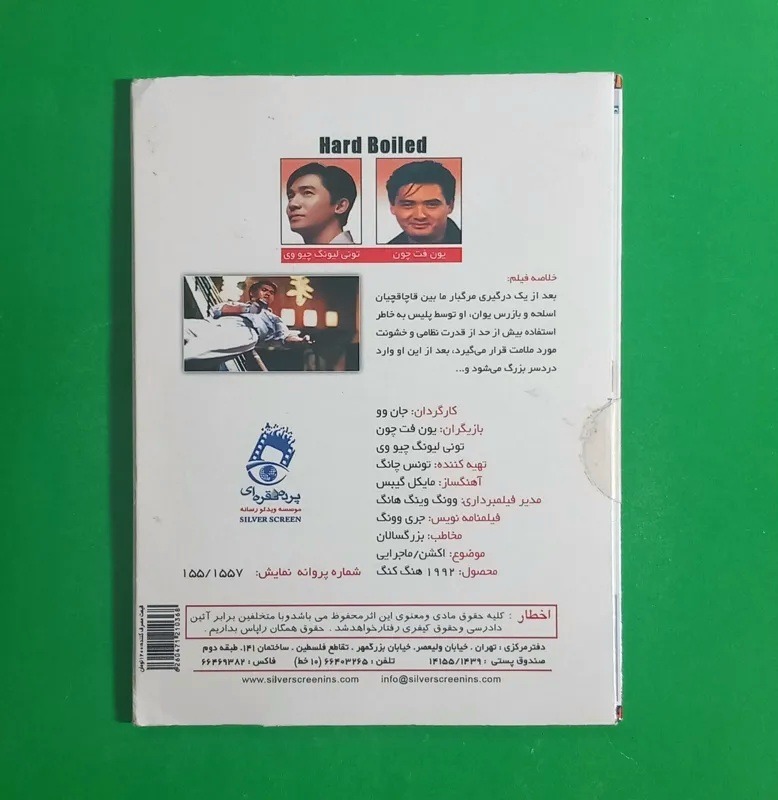 Hard Boiled
یون فت چون
تونی لیونگ چیو وی
خلاصه فیلم:
بعد از یک درگیری مرگبار ما بین قاچاقچیان
اسلحه و بازرس یوان، او توسط پلیس به خاطر
استفاده بیش از حد از قدرت نظامی و خشونت
مورد ملامت قرار می‌گیرد، بعد از این او وارد
دردسر بزرگ می‌شود و...
کارگردان: جان وو
بازیگران: یون فت چون
تونی لیونگ چیو وی
تهیه کننده: تونس چانگ
آهنگساز: مایکل گیبس
مدیر فیلمبرداری: وونگ وینگ هانگ
فیلمنامه نویس: جری وونگ
مخاطب: بزرگسالان
موضوع: اکشن/ماجرایی
محصول: ۱۹۹۲ هنگ کنگ
شماره پروانه نمایش: ۱۵۵/۱۵۵۷
پرده نقره‌ای
موسسه ویدئو رسانه
SILVER SCREEN
اخطار : کلیه حقوق مادی ومعنوی این اثرمحفوظ می باشدوبا متخلفین برابر آئین
دادرسی وحقوق کیفری رفتارخواهدشد. حقوق همگان راپاس بداریم.
دفترمرکزی: تهران، خیابان ولیعصر، خیابان بزرگمهر، تقاطع فلسطین، ساختمان ۱۴۱، طبقه دوم
صندوق پستی: ۱۴۱۵۵/۱۴۳۹ تلفن: ۶۶۴۰۳۲۶۵ (۱۰ خط) فاکس: ۶۶۴۶۹۳۸۲
www.silverscreenins.com info@silverscreenins.com
6260471210368